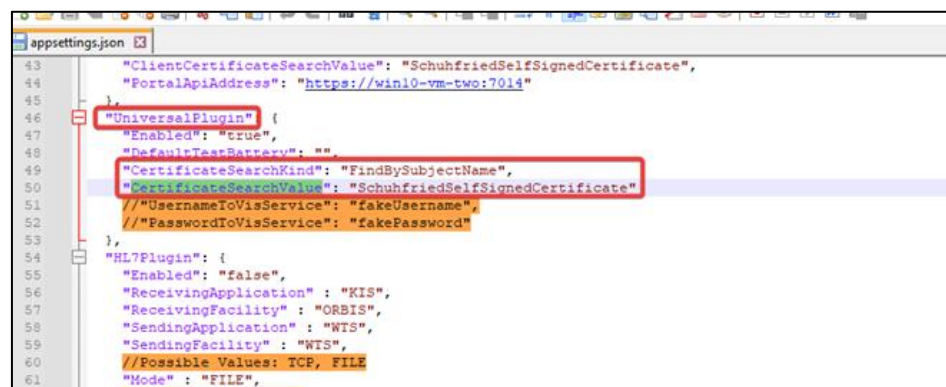 appsettings.json
43 "ClientCertificateSearchValue": "SchuhfriedSelfSignedCertificate",
44 "PortalApiAddress": "https://win10-vm-two:7014"
45 },
46 "UniversalPlugin": {
47 "Enabled": "true",
48 "DefaultTestBattery": "",
49 "CertificateSearchKind": "FindBySubjectName",
50 "CertificateSearchValue": "SchuhfriedSelfSignedCertificate"
51 //"UsernameToVisService": "fakeUsername",
52 //"PasswordToVisService": "fakePassword"
53 },
54 "HL7Plugin": {
55 "Enabled": "false",
56 "ReceivingApplication" : "KIS",
57 "ReceivingFacility" : "ORBIS",
58 "SendingApplication" : "WTS",
59 "SendingFacility" : "WTS",
60 //Possible Values: TCP, FILE
61 "Mode" : "FILE",